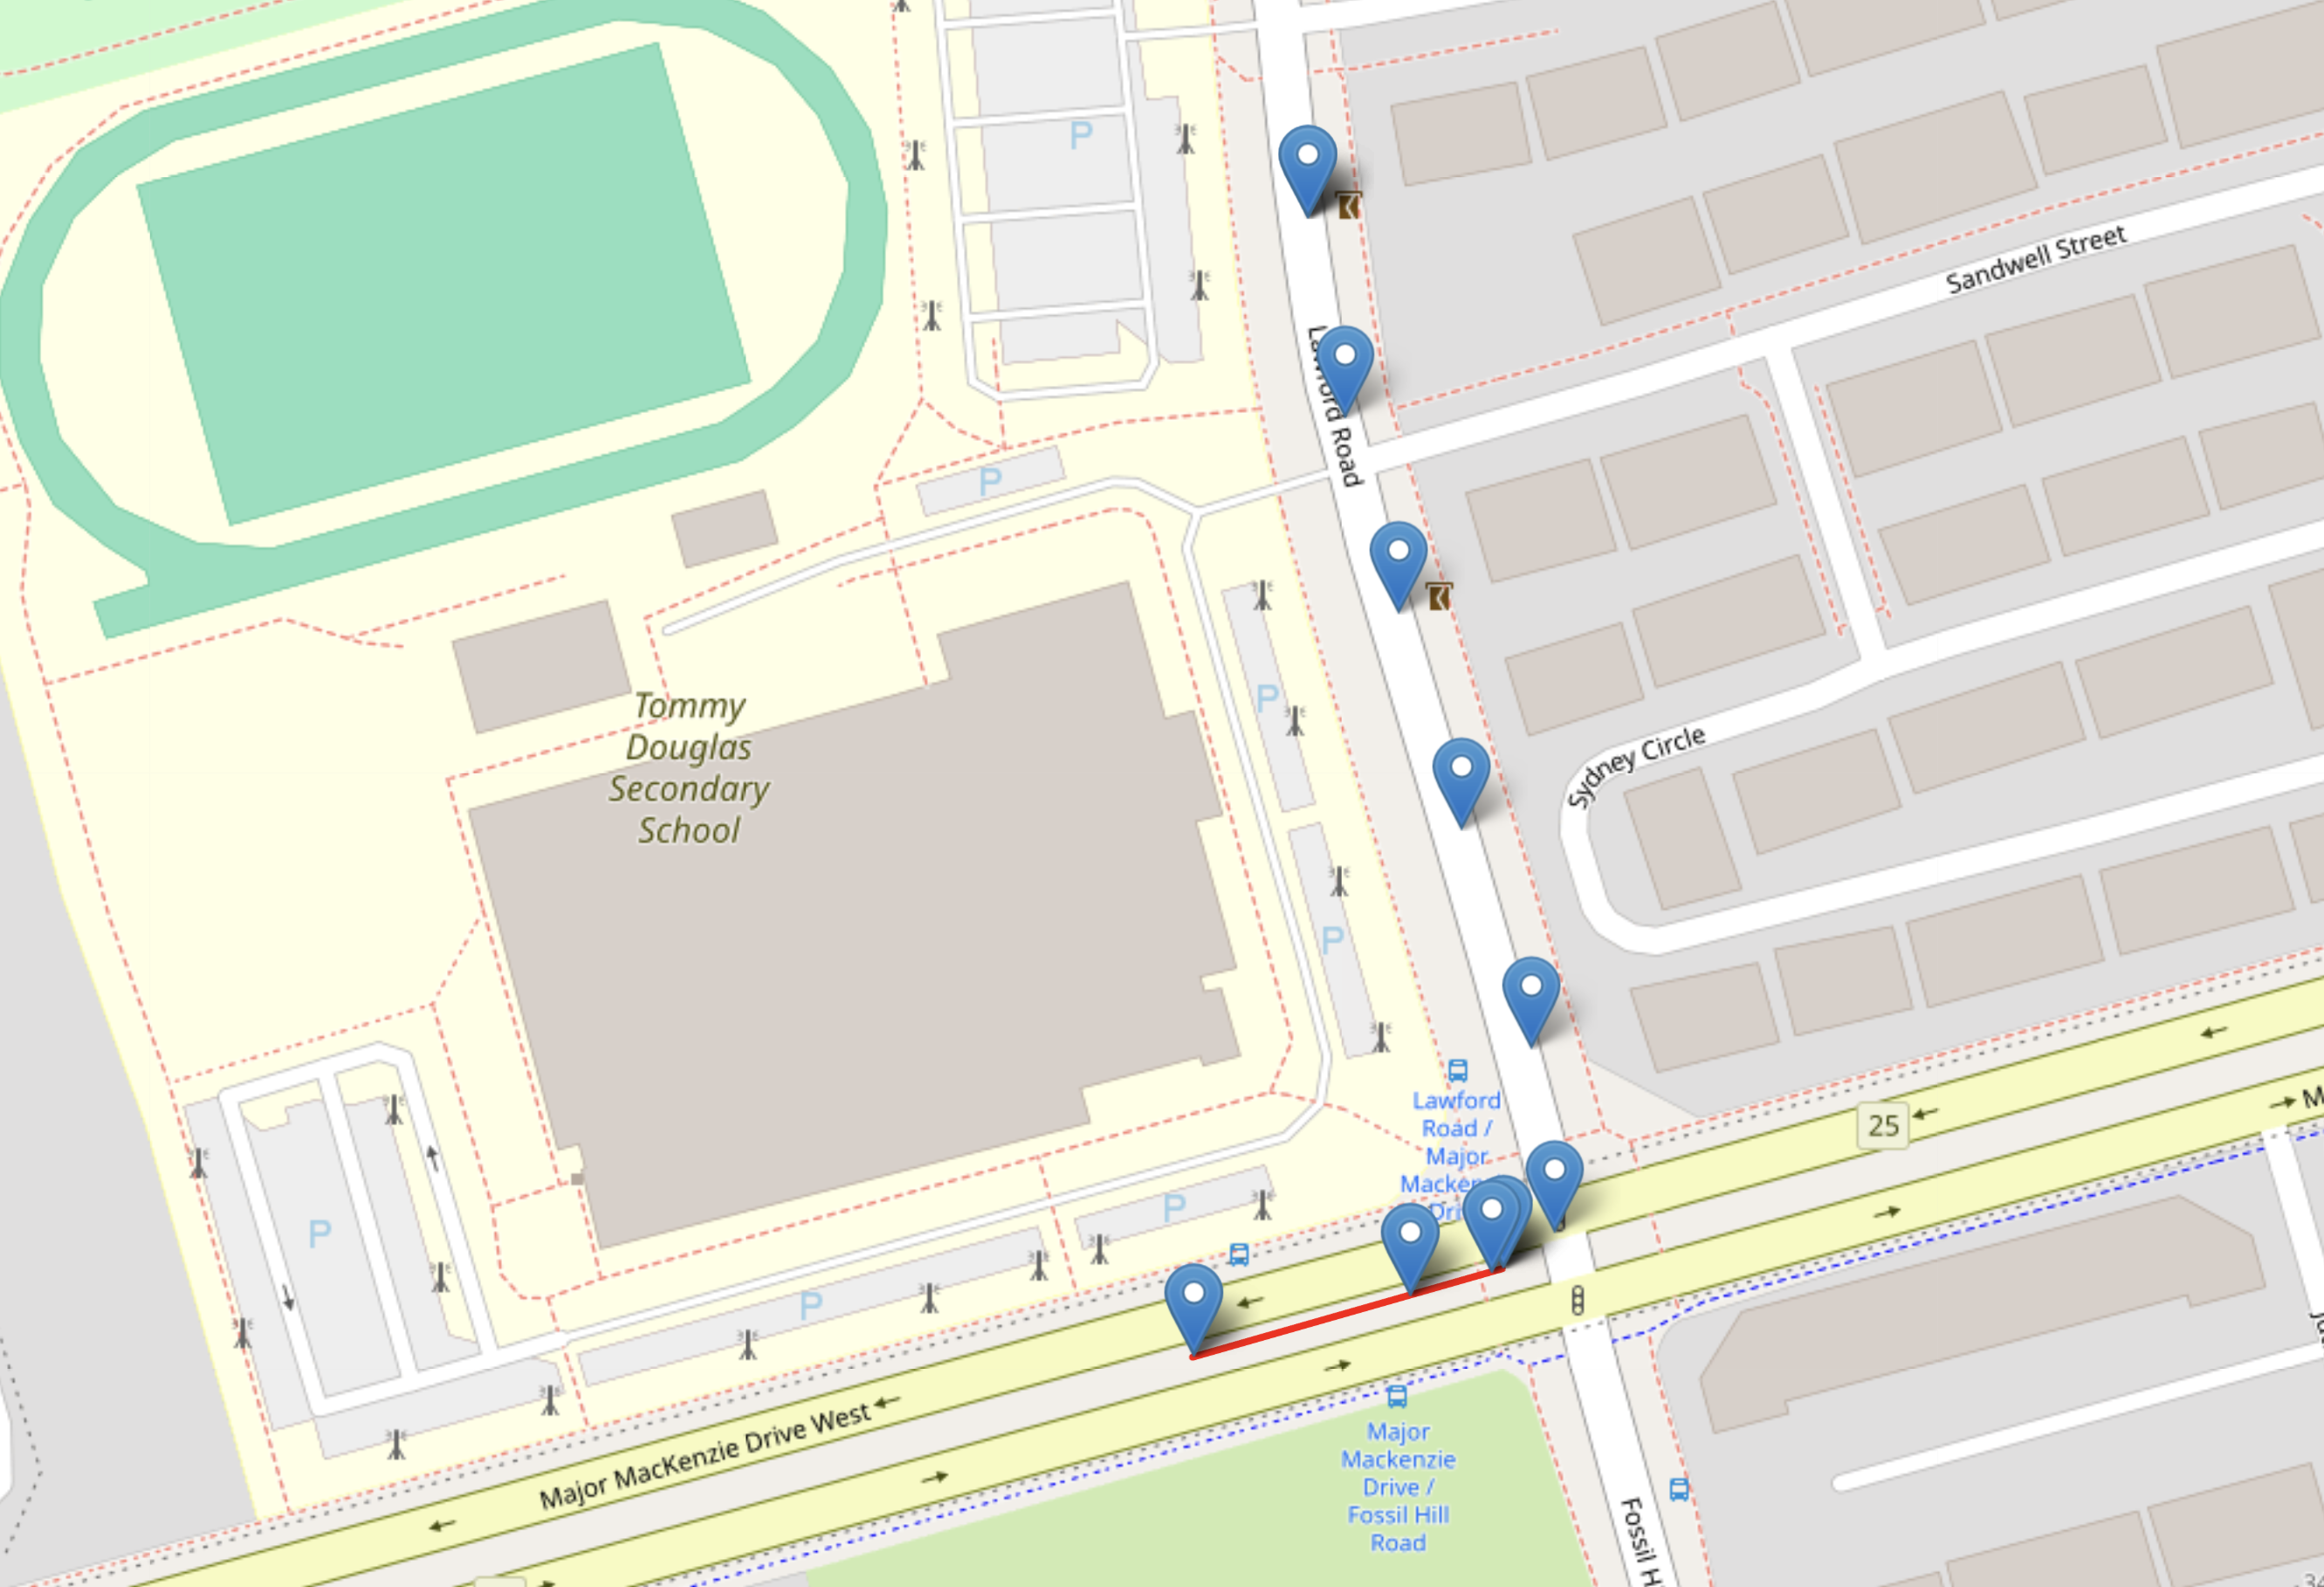 P
Lawford Road
Sandwell Street
P
P
Tommy
Douglas
Secondary
School
Sydney Circle
P
Lawford
Road /
Major
25
P
P
P
Major MacKenzie Drive West
Major
Mackenzie
Drive /
Fossil Hill
Road
Fossil H
M